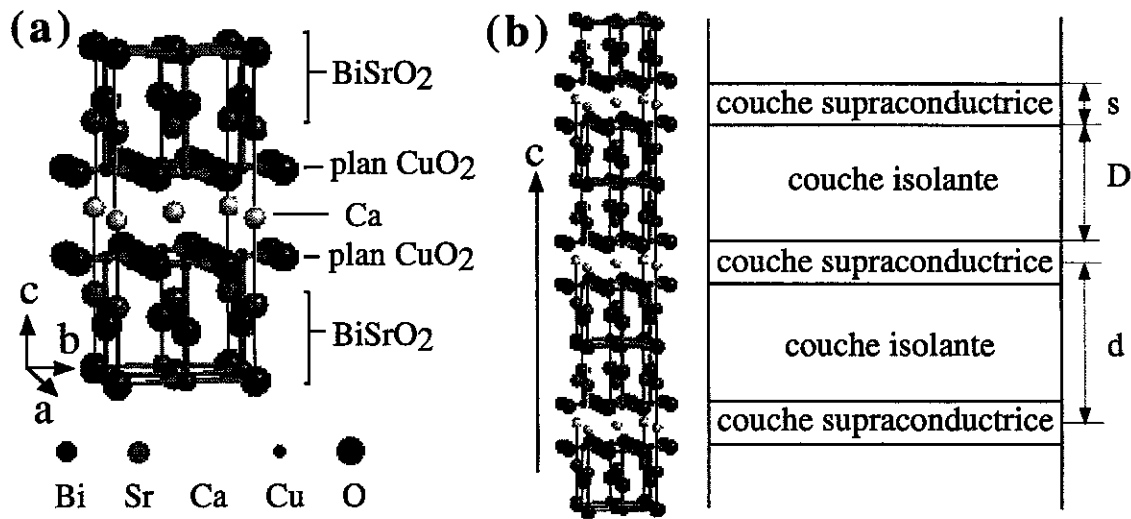 (a)
BiSrO2
plan CuO2
Ca
plan CuO2
BiSrO2
c
b
a
Bi Sr Ca Cu O
(b)
c
couche supraconductrice
s
couche isolante
D
couche supraconductrice
couche isolante
d
couche supraconductrice